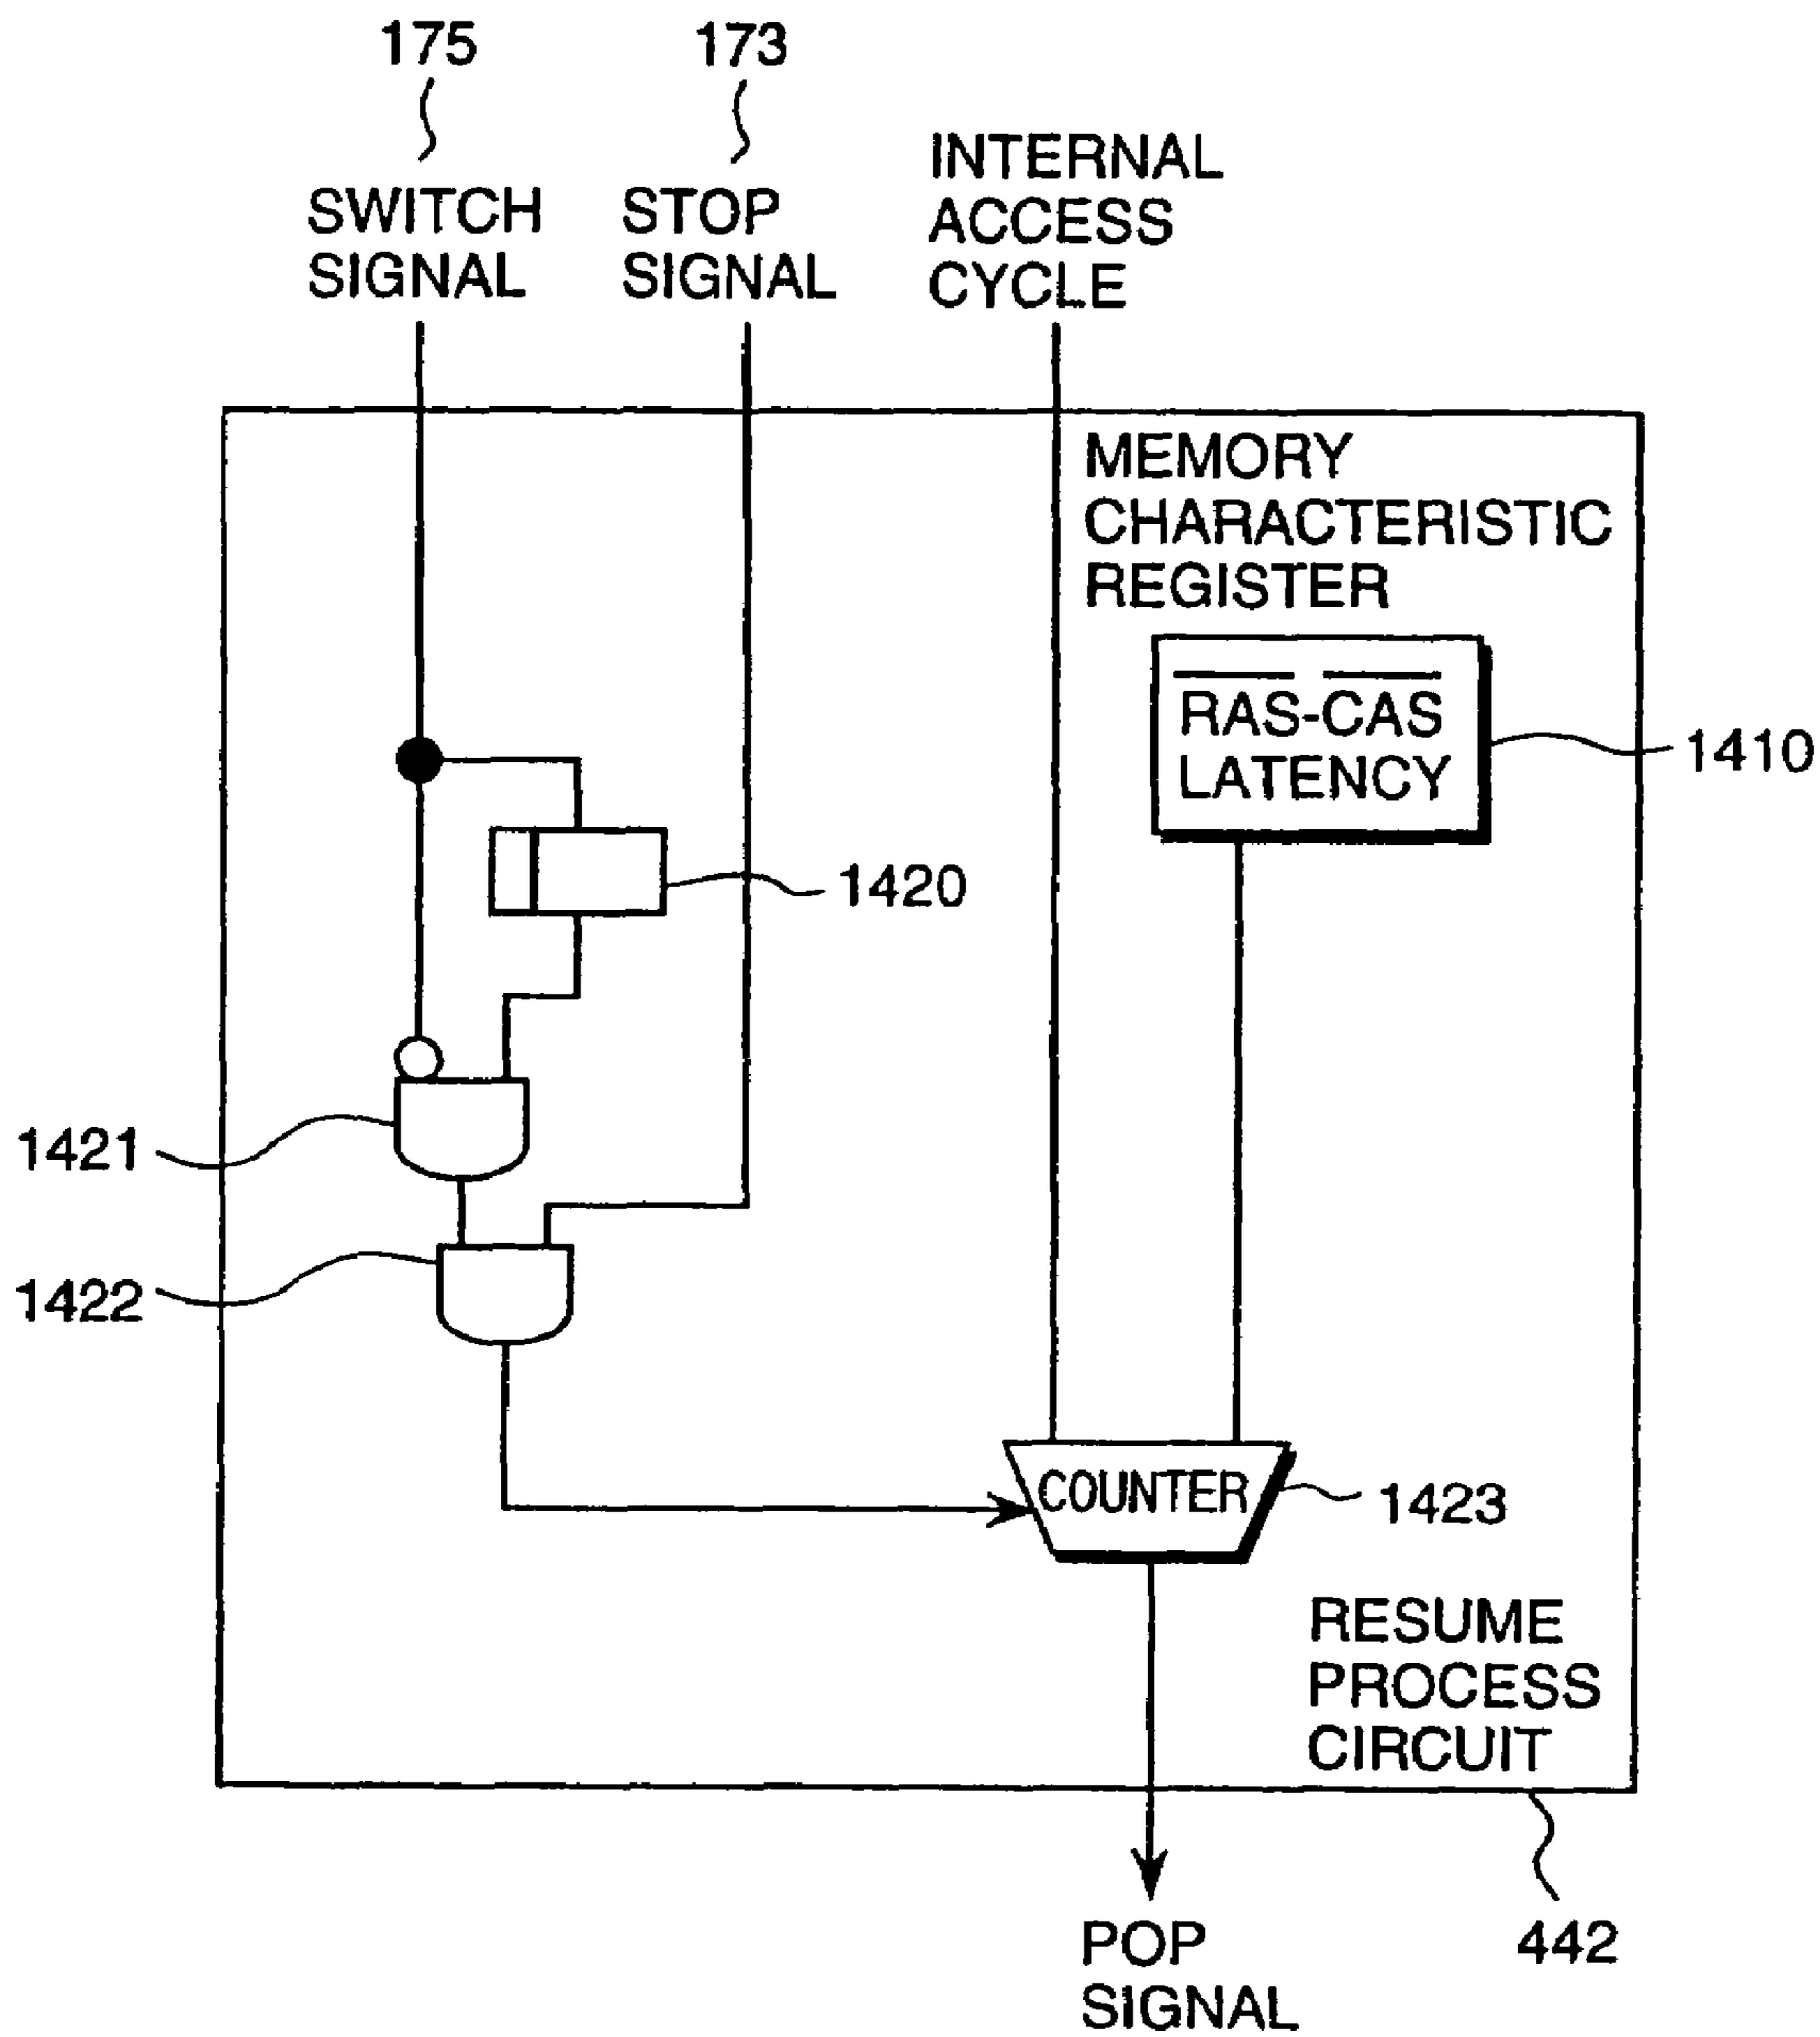 175
173
SWITCH
SIGNAL
STOP
SIGNAL
INTERNAL
ACCESS
CYCLE
MEMORY
CHARACTERISTIC
REGISTER
RAS-CAS
LATENCY
1410
1420
1421
1422
COUNTER
1423
RESUME
PROCESS
CIRCUIT
442
POP
SIGNAL